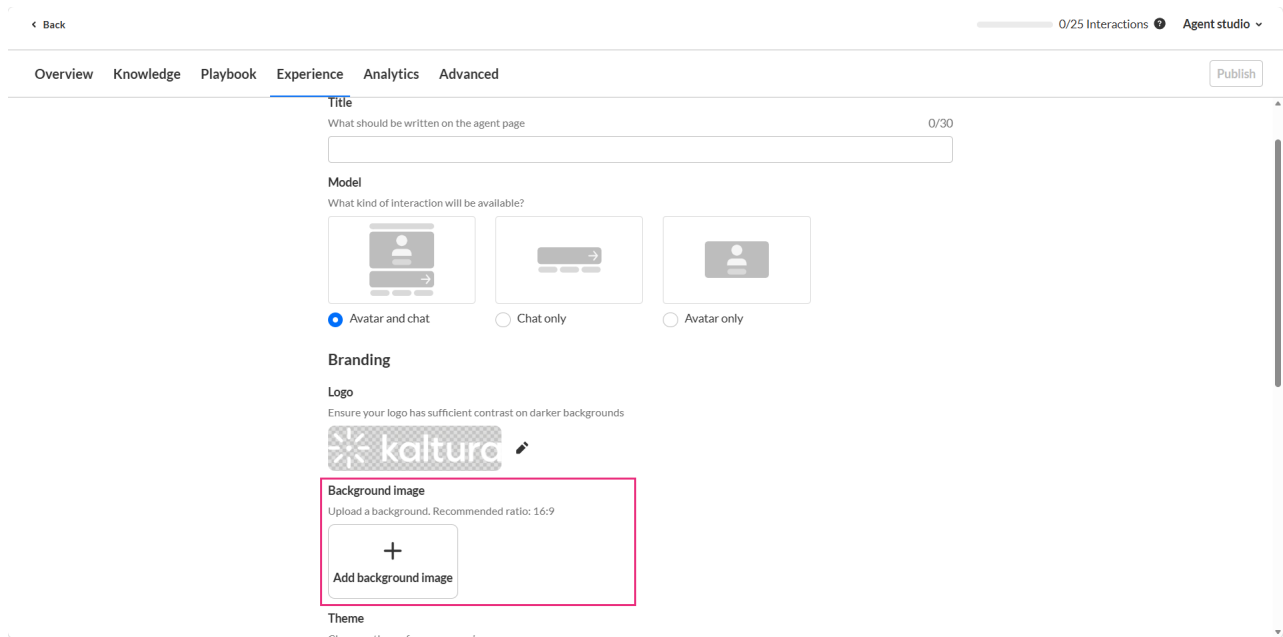 Back
0/25 Interactions ? Agent studio
Overview Knowledge Playbook Experience Analytics Advanced Publish
Title
What should be written on the agent page 0/30
Model
What kind of interaction will be available?
Avatar and chat Chat only Avatar only
Branding
Logo
Ensure your logo has sufficient contrast on darker backgrounds
kaltura
Background image
Upload a background. Recommended ratio: 16:9
Add background image
Theme